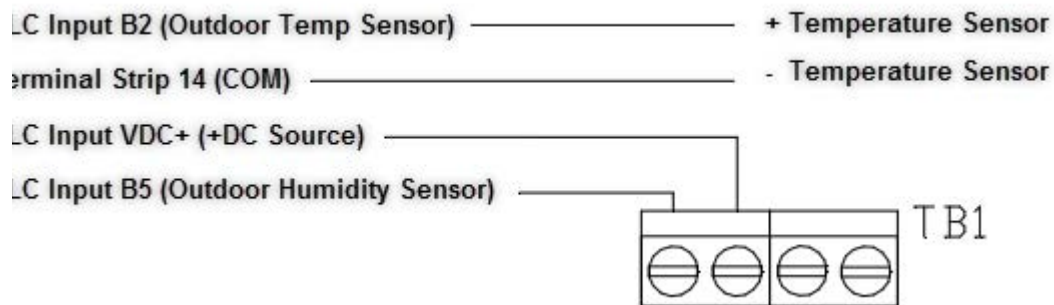 LC Input B2 (Outdoor Temp Sensor) + Temperature Sensor
erminal Strip 14 (COM) - Temperature Sensor
LC Input VDC+ (+DC Source)
LC Input B5 (Outdoor Humidity Sensor)
TB1